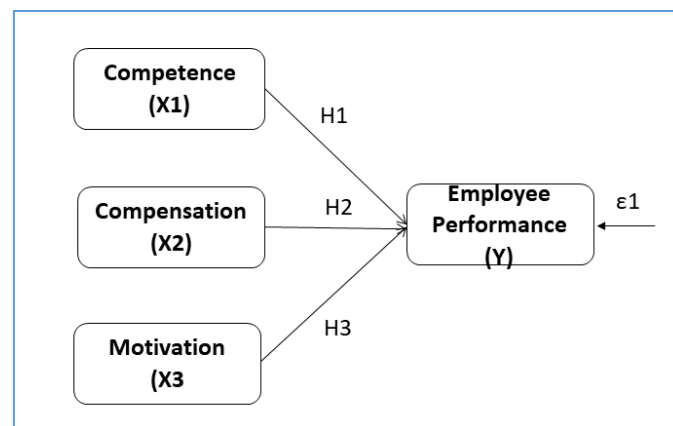 Competence
(X1)
H1
Compensation
(X2)
H2
Employee
Performance
(Y)
ε1
H3
Motivation
(X3